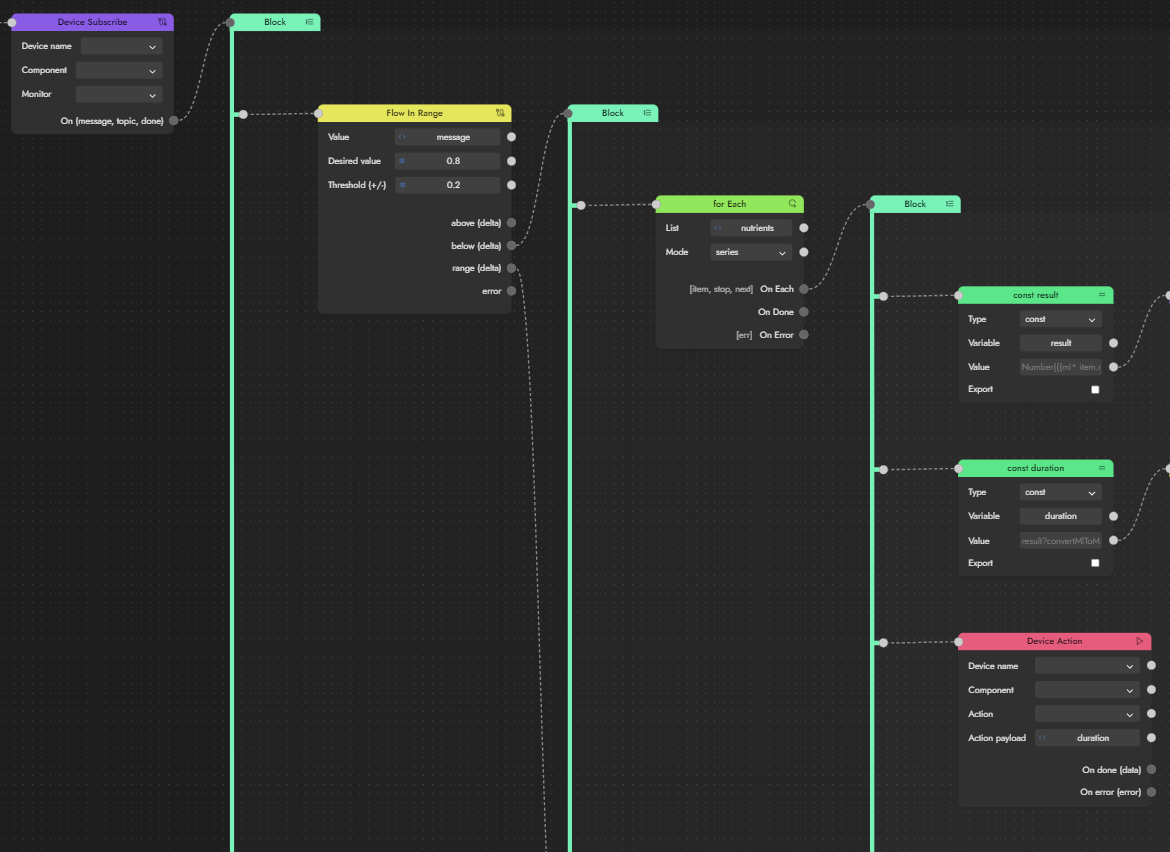 Device Subscribe
Device name
Component
Monitor
On (message, topic, done)
Block
Flow In Range
Value message
Desired value 0.8
Threshold (+/-) 0.2
above (delta)
below (delta)
range (delta)
error
Block
for Each
List nutrients
Mode series
[item, stop, next] On Each
On Done
[err] On Error
Block
const result
Type const
Variable result
Value Number(((ml* item.
Export
const duration
Type const
Variable duration
Value result?convertMlToM
Export
Device Action
Device name
Component
Action
Action payload duration
On done (data)
On error (error)